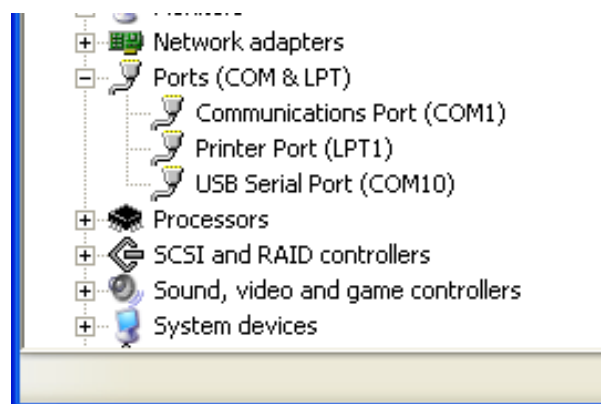 Network adapters
Ports (COM & LPT)
Communications Port (COM1)
Printer Port (LPT1)
USB Serial Port (COM10)
Processors
SCSI and RAID controllers
Sound, video and game controllers
System devices